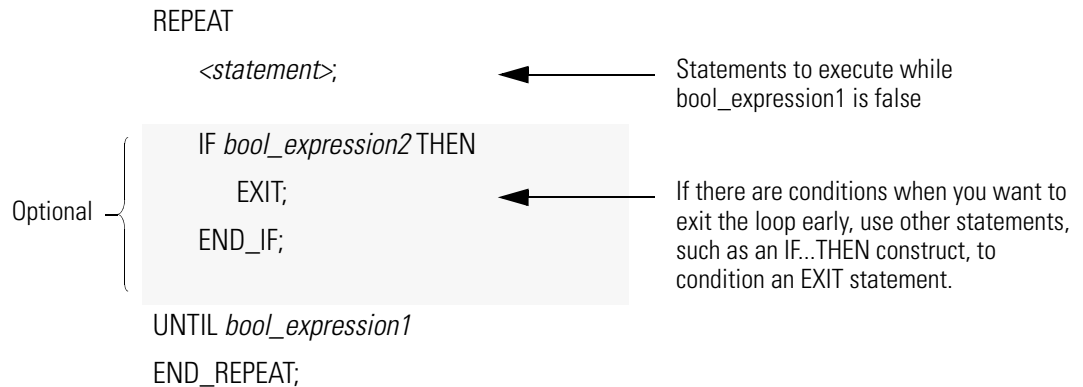 REPEAT
<statement>;
Statements to execute while
bool_expression1 is false
IF bool_expression2 THEN
EXIT;
END_IF;
Optional
If there are conditions when you want to
exit the loop early, use other statements,
such as an IF...THEN construct, to
condition an EXIT statement.
UNTIL bool_expression1
END_REPEAT;